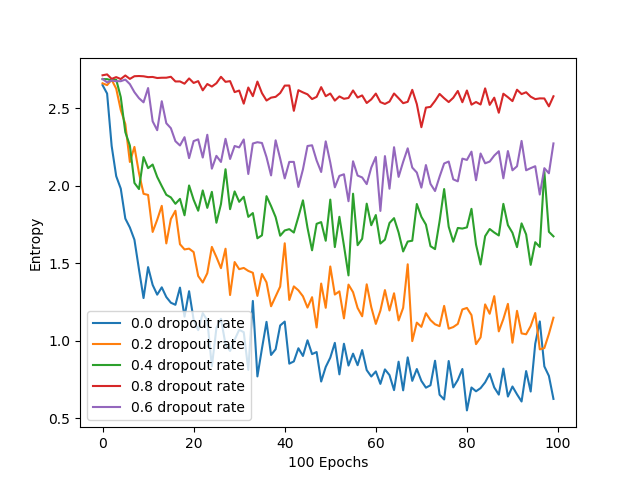 2.5
2.0
1.5
1.0
0.5
Entropy
0.0 dropout rate
0.2 dropout rate
0.4 dropout rate
0.8 dropout rate
0.6 dropout rate
0 20 40 60 80 100
100 Epochs